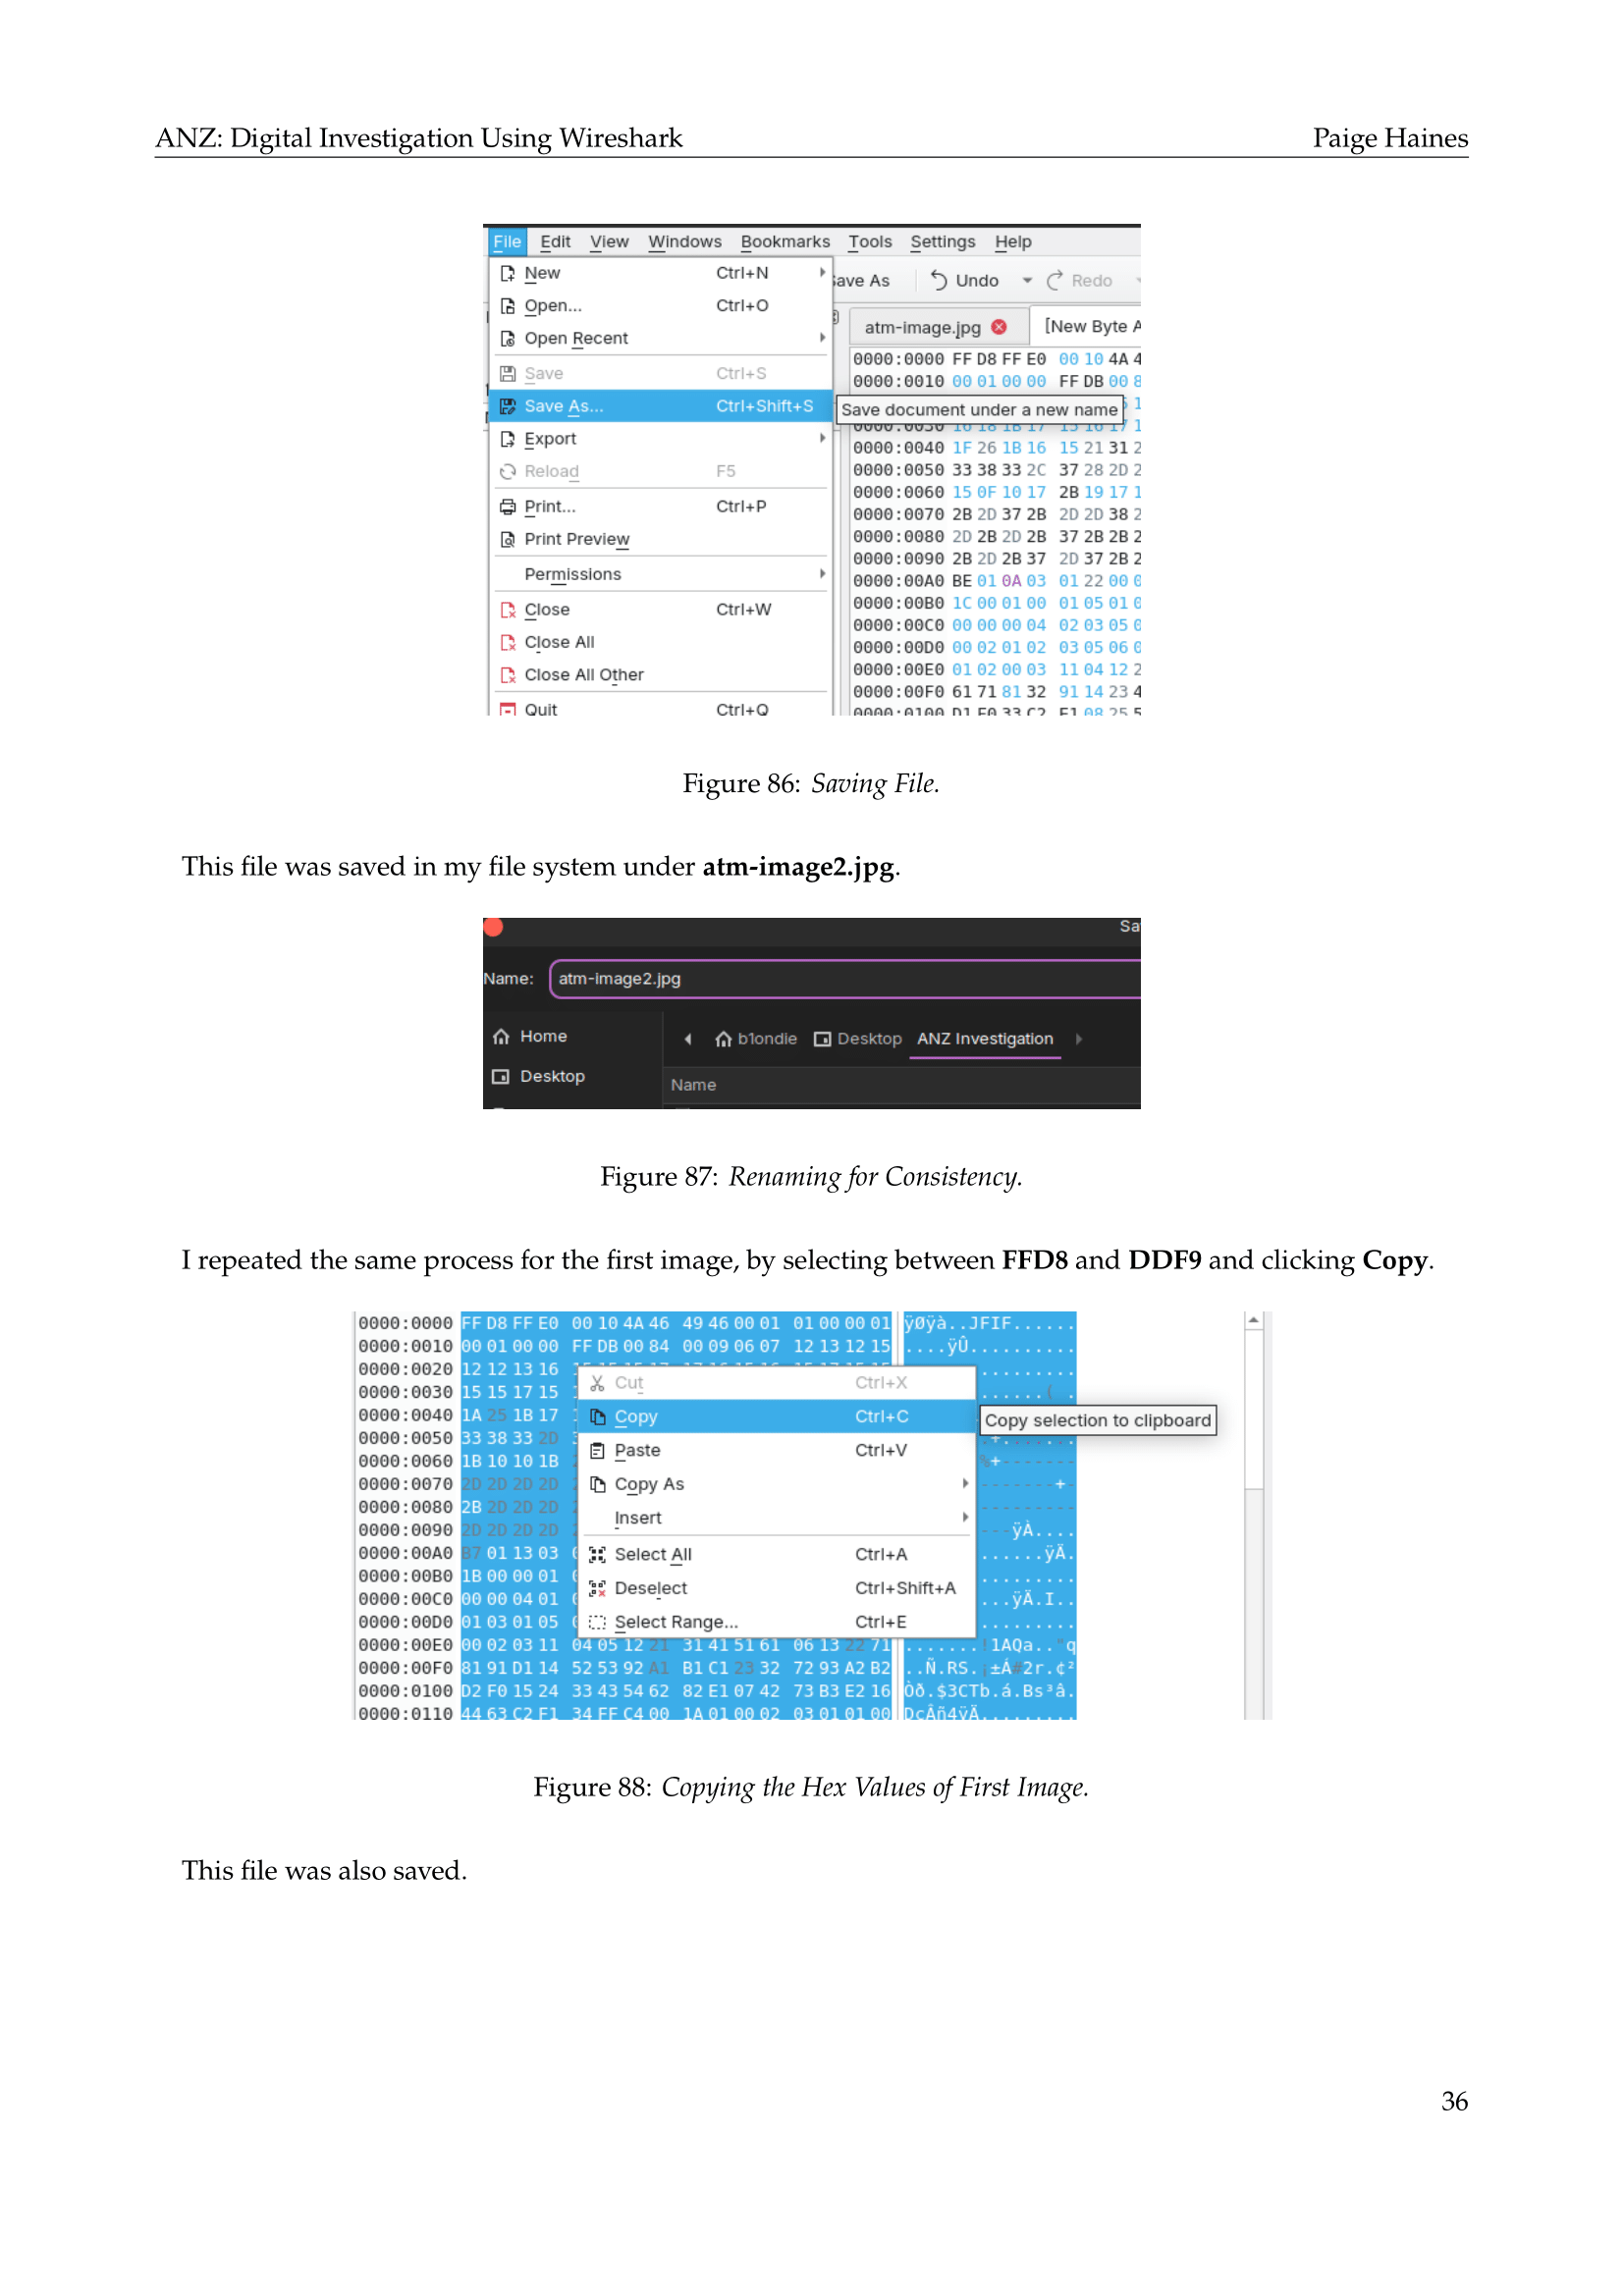 ANZ: Digital Investigation Using Wireshark Paige Haines
File Edit View Windows Bookmarks Tools Settings Help
New Ctrl+N
Save As Undo Redo
Open... Ctrl+O
Open Recent
atm-image.jpg [New Byte A
Save Ctrl+S
Save As... Ctrl+Shift+S
Save document under a new name
Export
Reload F5
Print... Ctrl+P
Print Preview
Permissions
Close Ctrl+W
Close All
Close All Other
Quit Ctrl+Q
0000:0000 FF D8 FF E0 00 10 4A 4
0000:0010 00 01 00 00 FF DB 00 8
0000:0030 16 18 1B 17 15 16 17 1
0000:0040 1F 26 1B 16 15 21 31 2
0000:0050 33 38 33 2C 37 28 2D 2
0000:0060 15 0F 10 17 2B 19 17 1
0000:0070 2B 2D 37 2B 2D 2D 38 2
0000:0080 2D 2B 2D 2B 37 2B 2B 2
0000:0090 2B 2D 2B 37 2D 37 2B 2
0000:00A0 BE 01 0A 03 01 22 00 0
0000:00B0 1C 00 01 00 01 05 01 0
0000:00C0 00 00 00 04 02 03 05 0
0000:00D0 00 02 01 02 03 05 06 0
0000:00E0 01 02 00 03 11 04 12 2
0000:00F0 61 71 81 32 91 14 23 4
0000:0100 D1 F0 33 C2 E1 08 25 5
Figure 86: Saving File.
This file was saved in my file system under atm-image2.jpg.
Sa
Name: atm-image2.jpg
Home
b1ondie Desktop ANZ Investigation
Desktop
Name
Figure 87: Renaming for Consistency.
I repeated the same process for the first image, by selecting between FFD8 and DDF9 and clicking Copy.
0000:0000 FF D8 FF E0 00 10 4A 46 49 46 00 01 01 00 00 01 ÿØÿà..JFIF......
0000:0010 00 01 00 00 FF DB 00 84 00 09 06 07 12 13 12 15 ....ÿÛ..........
0000:0020 12 12 13 16
0000:0030 15 15 17 15
0000:0040 1A 25 1B 17
0000:0050 33 38 33 2D
0000:0060 1B 10 10 1B
0000:0070 2D 2D 2D 2D
0000:0080 2B 2D 2D 2D
0000:0090 2D 2D 2D 2D ---ÿÀ....
0000:00A0 B7 01 13 03 ......ÿÄ.
0000:00B0 1B 00 00 01
0000:00C0 00 00 04 01 ...ÿÄ.I..
0000:00D0 01 03 01 05
Cut Ctrl+X
Copy Ctrl+C
Copy selection to clipboard
Paste Ctrl+V
Copy As
Insert
Select All Ctrl+A
Deselect Ctrl+Shift+A
Select Range... Ctrl+E
0000:00E0 00 02 03 11 04 05 12 21 31 41 51 61 06 13 22 71 .......!1AQa.."q
0000:00F0 81 91 D1 14 52 53 92 A1 B1 C1 23 32 72 93 A2 B2 ..Ñ.RS.¡±Á#2r.¢²
0000:0100 D2 F0 15 24 33 43 54 62 82 E1 07 42 73 B3 E2 16 Òð.$3CTb.á.Bs³â.
0000:0110 44 63 C2 F1 34 FF C4 00 1A 01 00 02 03 01 01 00 DcÂñ4ÿÄ.........
Figure 88: Copying the Hex Values of First Image.
This file was also saved.
36